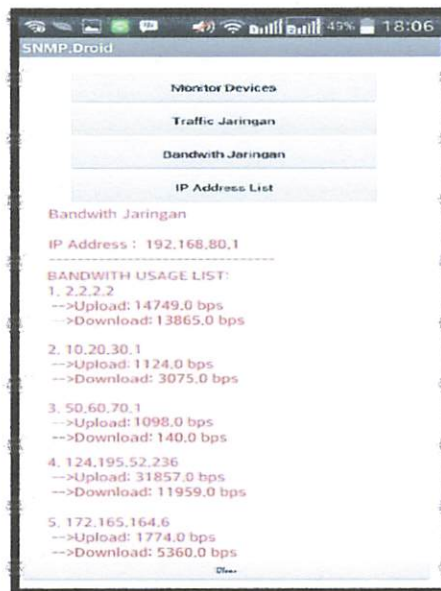 49% 18:06
SNMP.Droid
Monitor Devices
Traffic Jaringan
Bandwith Jaringan
IP Address List
Bandwith Jaringan
IP Address : 192.168.80.1
------------------------------------
BANDWITH USAGE LIST:
1. 2.2.2.2
-->Upload: 14749.0 bps
-->Download: 13865.0 bps
2. 10.20.30.1
-->Upload: 1124.0 bps
-->Download: 3075.0 bps
3. 50.60.70.1
-->Upload: 1098.0 bps
-->Download: 140.0 bps
4. 124.195.52.236
-->Upload: 31857.0 bps
-->Download: 11959.0 bps
5. 172.165.164.6
-->Upload: 1774.0 bps
-->Download: 5360.0 bps